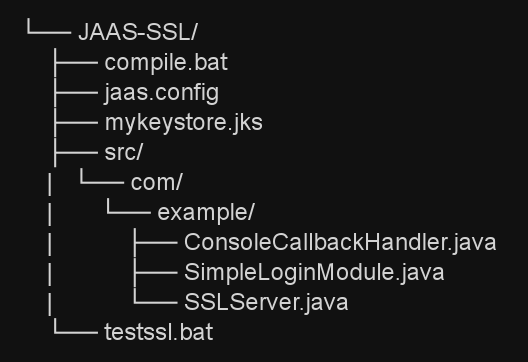 └── JAAS-SSL/
    ├── compile.bat
    ├── jaas.config
    ├── mykeystore.jks
    ├── src/
    |   └── com/
    |       └── example/
    |           ├── ConsoleCallbackHandler.java
    |           ├── SimpleLoginModule.java
    |           └── SSLServer.java
    └── testssl.bat